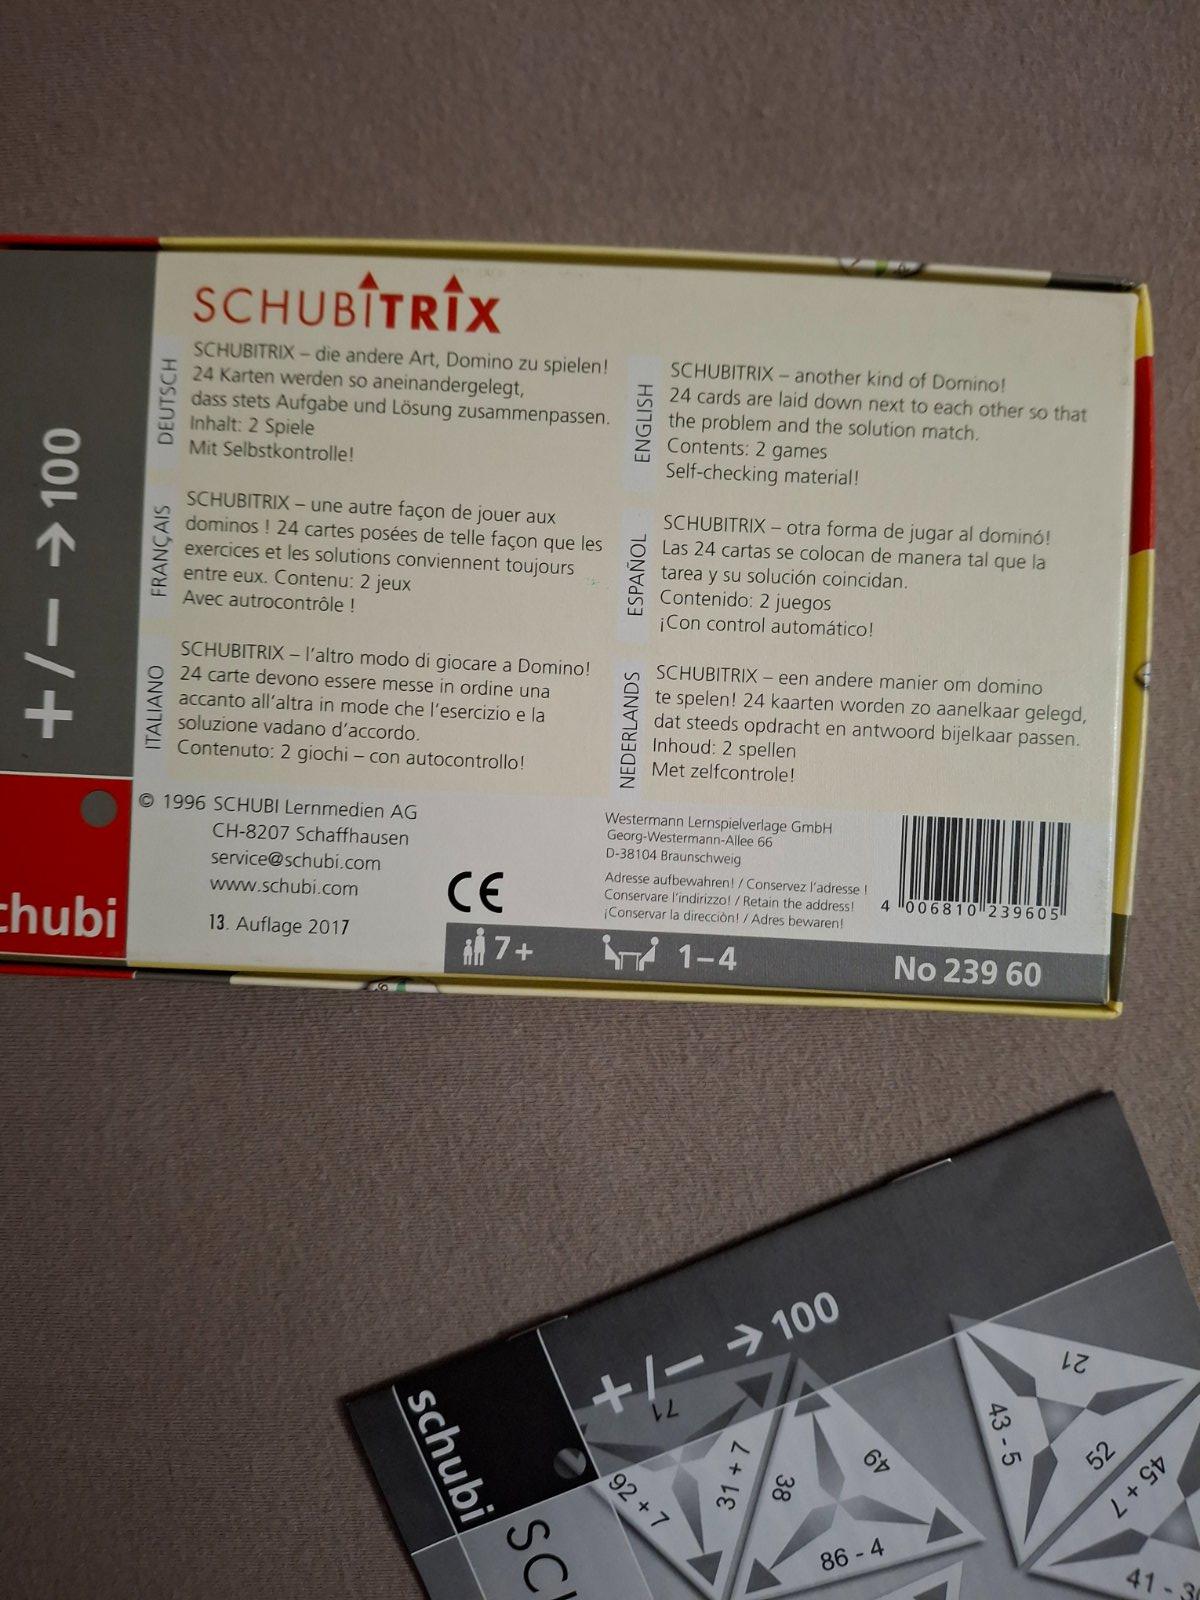 SCHUBITRIX
DEUTSCH
SCHUBITRIX – die andere Art, Domino zu spielen!
24 Karten werden so aneinandergelegt,
dass stets Aufgabe und Lösung zusammenpassen.
Inhalt: 2 Spiele
Mit Selbstkontrolle!
FRANÇAIS
SCHUBITRIX – une autre façon de jouer aux
dominos ! 24 cartes posées de telle façon que les
exercices et les solutions conviennent toujours
entre eux. Contenu: 2 jeux
Avec autrocontrôle !
ITALIANO
SCHUBITRIX – l'altro modo di giocare a Domino!
24 carte devono essere messe in ordine una
accanto all'altra in mode che l'esercizio e la
soluzione vadano d'accordo.
Contenuto: 2 giochi – con autocontrollo!
ENGLISH
SCHUBITRIX – another kind of Domino!
24 cards are laid down next to each other so that
the problem and the solution match.
Contents: 2 games
Self-checking material!
ESPAÑOL
SCHUBITRIX – otra forma de jugar al dominó!
Las 24 cartas se colocan de manera tal que la
tarea y su solución coincidan.
Contenido: 2 juegos
¡Con control automático!
NEDERLANDS
SCHUBITRIX – een andere manier om domino
te spelen! 24 kaarten worden zo aanelkaar gelegd,
dat steeds opdracht en antwoord bijelkaar passen.
Inhoud: 2 spellen
Met zelfcontrole!
+/− → 100
chubi
© 1996 SCHUBI Lernmedien AG
CH-8207 Schaffhausen
service@schubi.com
www.schubi.com
13. Auflage 2017
CE
Westermann Lernspielverlage GmbH
Georg-Westermann-Allee 66
D-38104 Braunschweig
Adresse aufbewahren! / Conservez l'adresse !
Conservare l'indirizzo! / Retain the address!
¡Conservar la direcciòn! / Adres bewaren!
4 006810 239605
7+
1–4
No 239 60
+/− → 100
schubi
SC
71
92 + 7
31 + 7
38
49
86 - 4
21
43 - 5
52
45 + 7
41 - 3